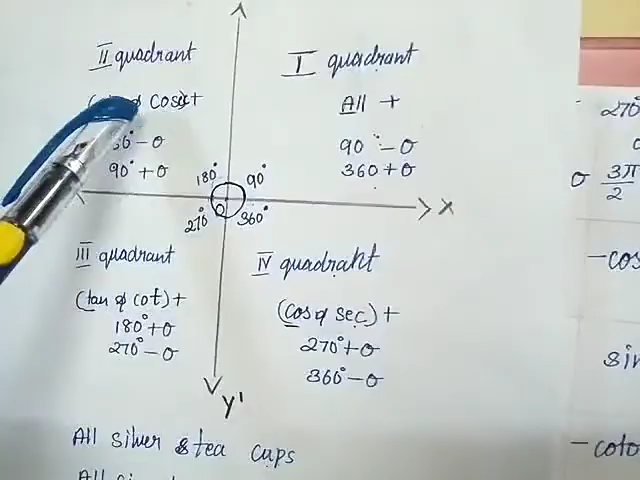 II quadrant
I quadrant
cosec +
All +
0° - θ
90° + θ
90° - θ
360 + θ
180°
90°
270°
360°
X
III quadrant
IV quadrant
(tan & cot) +
180° + θ
270° - θ
(Cos & sec) +
270° + θ
360° - θ
Y'
All silver tea cups
270°
3π/2
-cos
sin